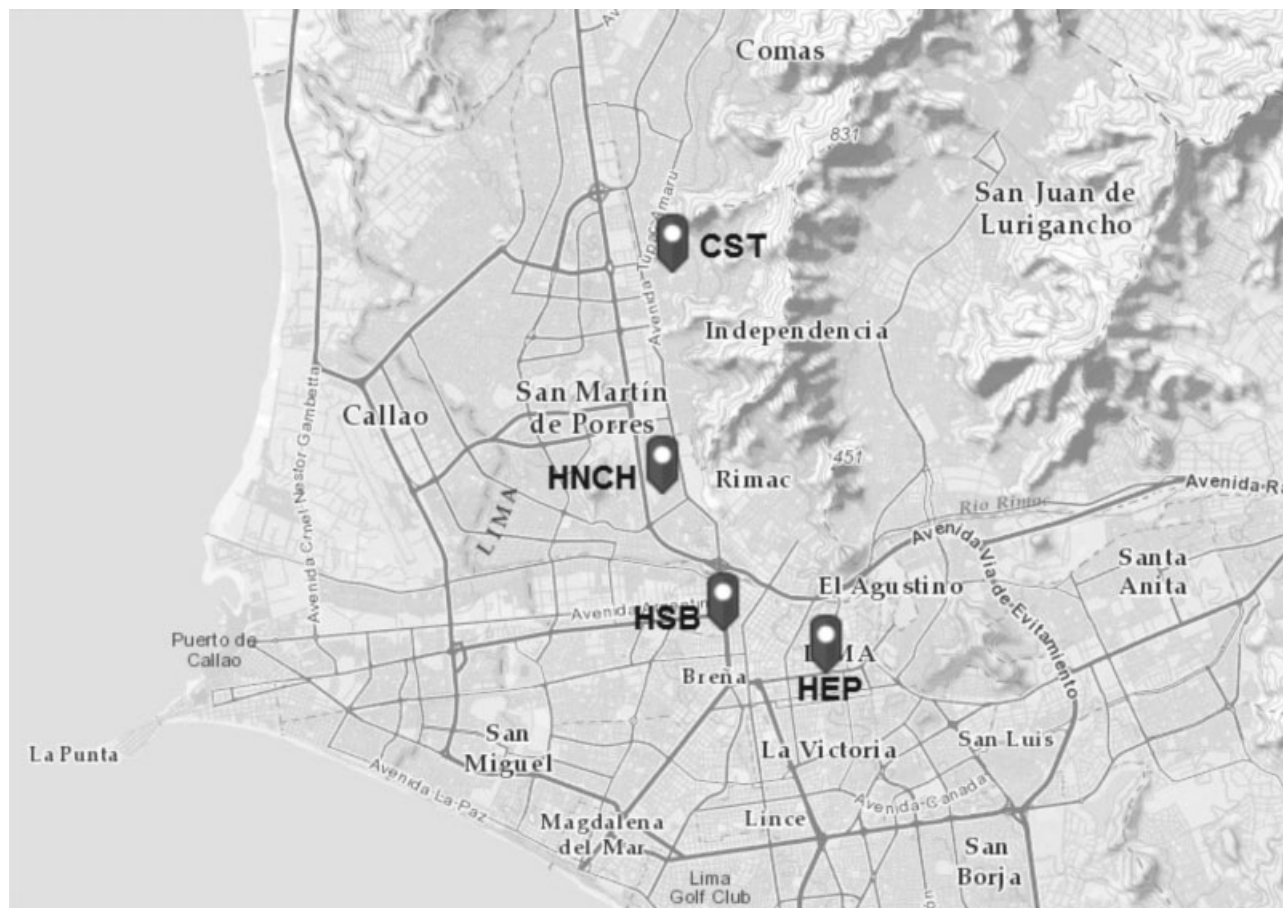 Comas
831
San Juan de
Lurigancho
Avenida Tupac Amaru
CST
Independencia
San Martín
de Porres
Callao
Avenida Crnel Nestor Gambetta
HNCH
Rimac
451
LIMA
Rio Rimac
Avenida-R
Avenida Via de Evitamiento
Santa
Anita
El Agustino
HSB
Puerto de
Callao
LIMA
HEP
Breña
La Punta
San
Miguel
La Victoria
San Luis
Avenida La Paz
Avenida-Canada
Magdalena
del Mar
Lince
San
Borja
Lima
Golf Club